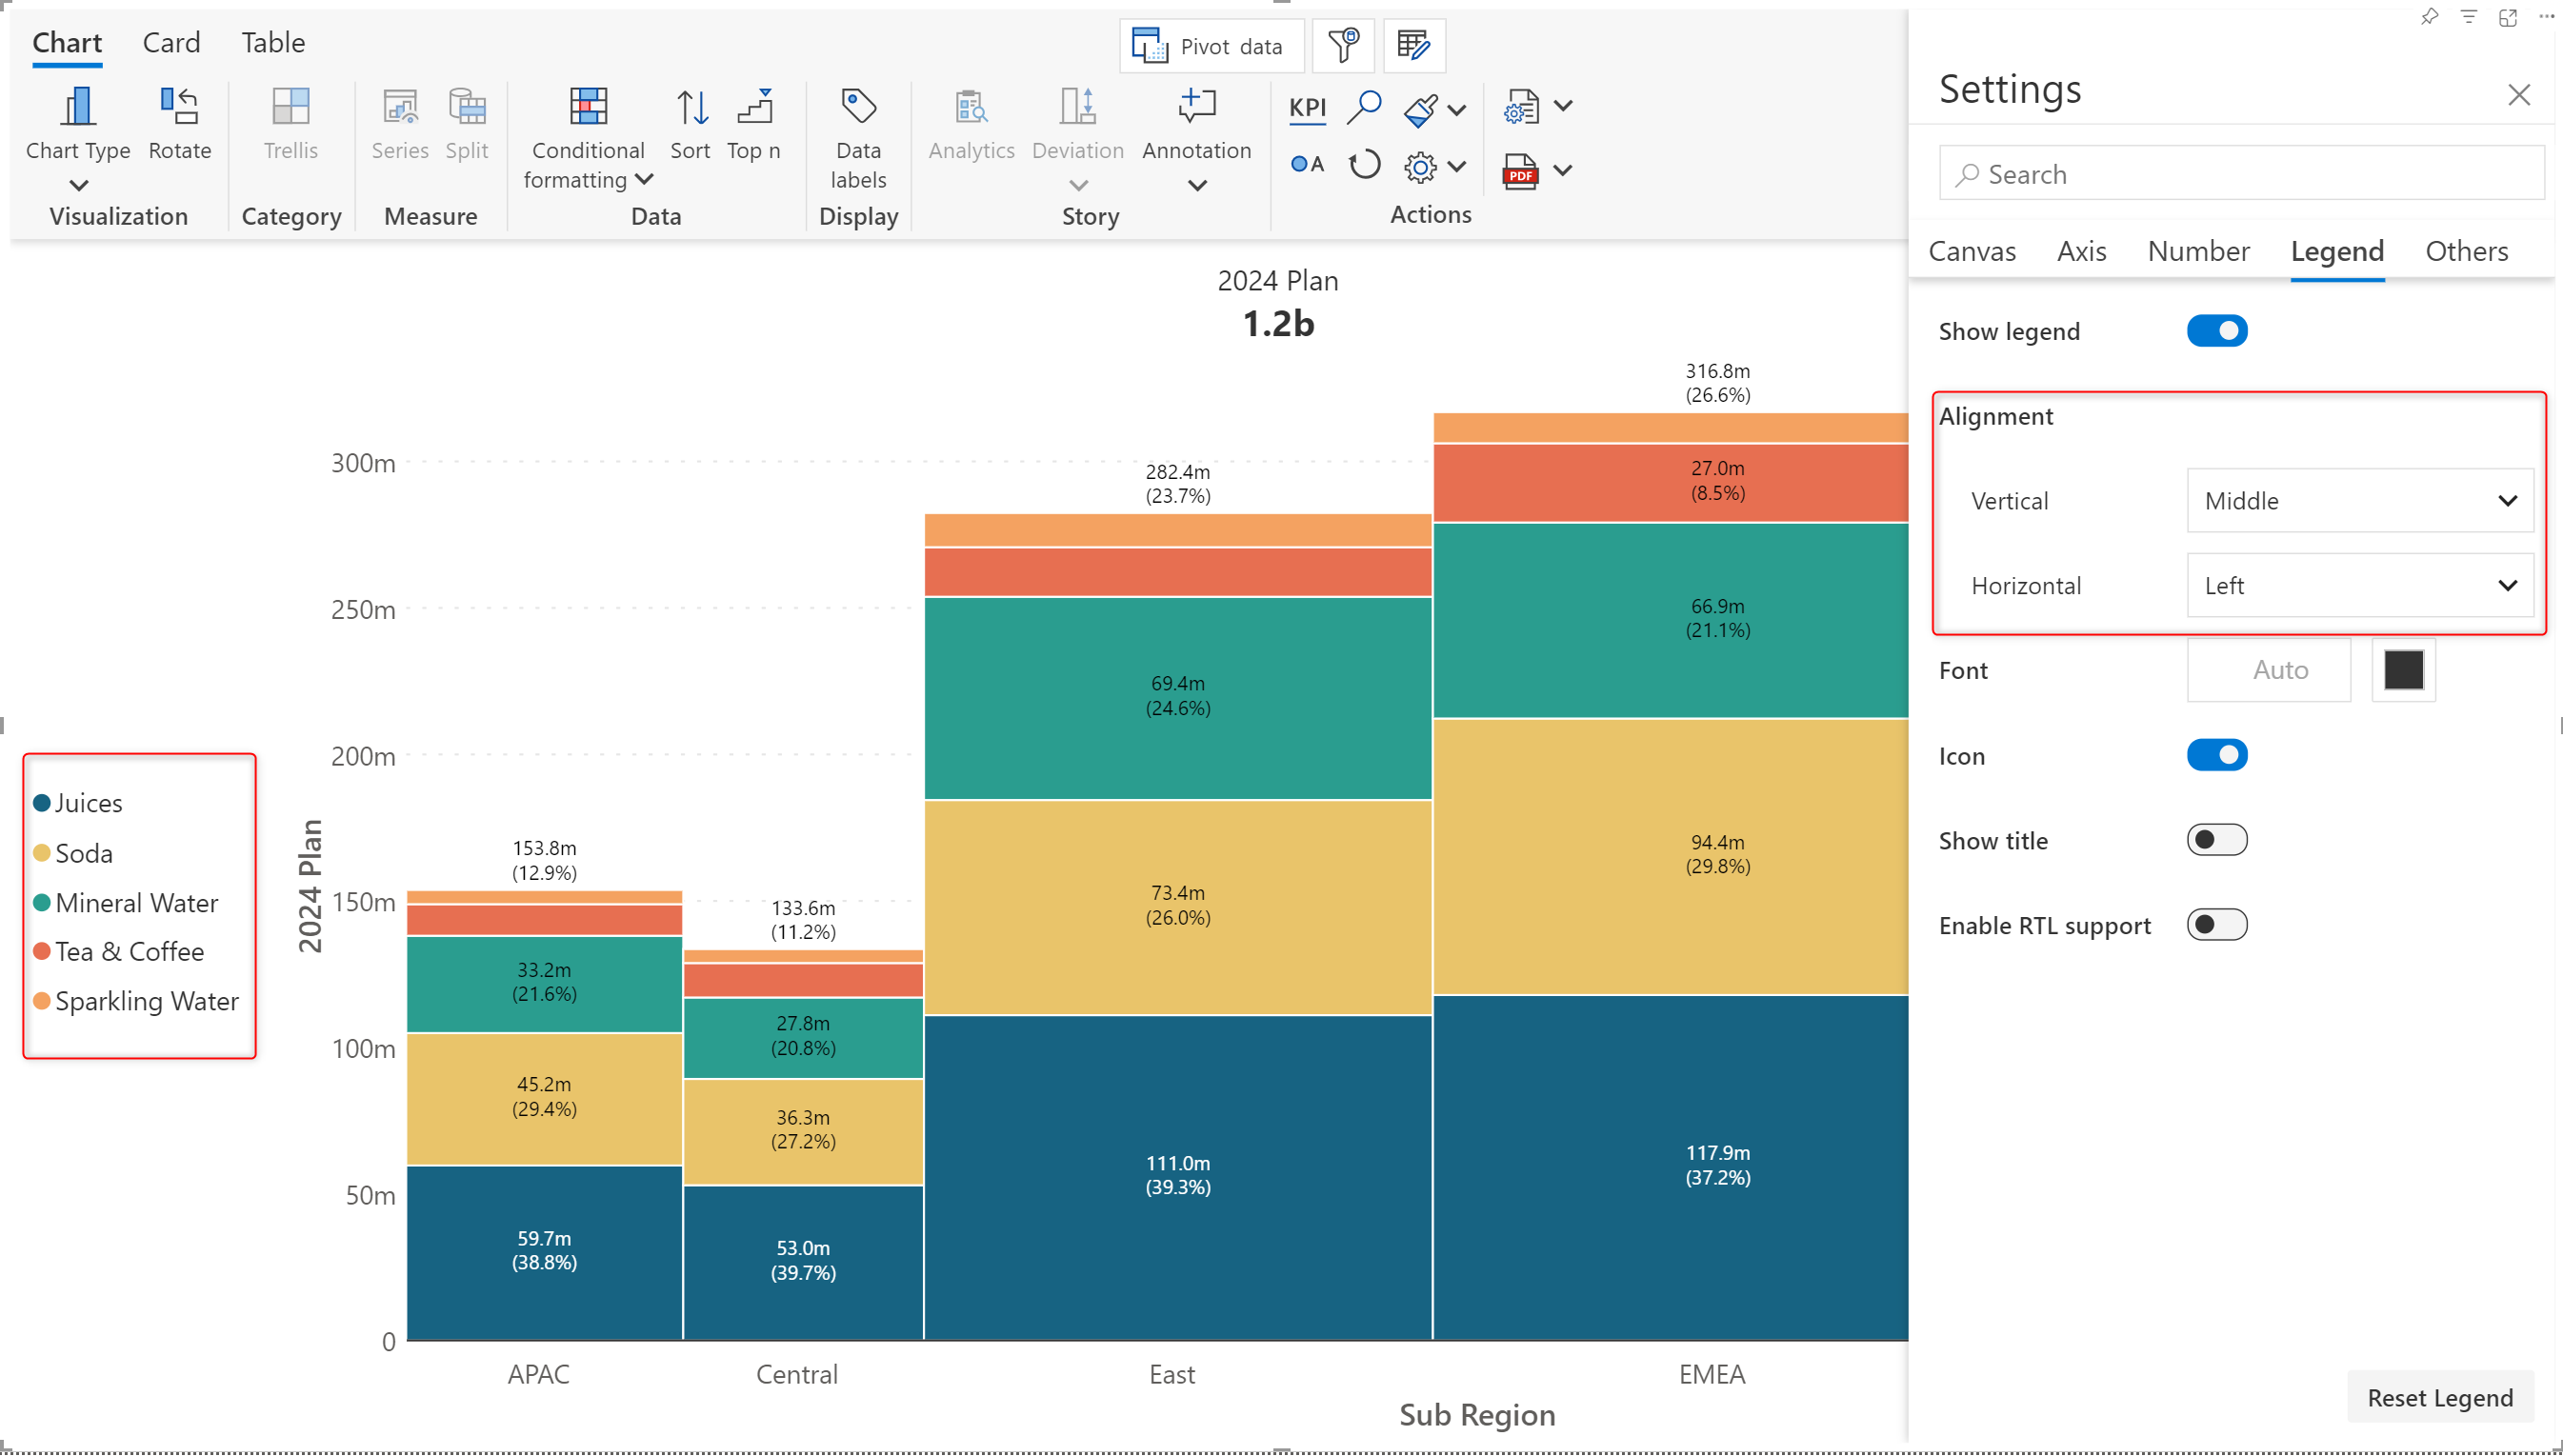 Chart Card Table
Pivot data
Chart Type
Rotate
Visualization
Trellis
Category
Series Split
Measure
Conditional
formatting
Sort
Top n
Data
Data
labels
Display
Analytics
Deviation
Annotation
Story
KPI
A
PDF
Actions
Settings
Search
Canvas Axis Number Legend Others
Show legend
Alignment
Vertical Middle
Horizontal Left
Font Auto
Icon
Show title
Enable RTL support
Reset Legend
2024 Plan
1.2b
Juices
Soda
Mineral Water
Tea & Coffee
Sparkling Water
2024 Plan
300m
250m
200m
150m
100m
50m
0
153.8m
(12.9%)
33.2m
(21.6%)
45.2m
(29.4%)
59.7m
(38.8%)
133.6m
(11.2%)
27.8m
(20.8%)
36.3m
(27.2%)
53.0m
(39.7%)
282.4m
(23.7%)
69.4m
(24.6%)
73.4m
(26.0%)
111.0m
(39.3%)
316.8m
(26.6%)
27.0m
(8.5%)
66.9m
(21.1%)
94.4m
(29.8%)
117.9m
(37.2%)
APAC Central East EMEA
Sub Region